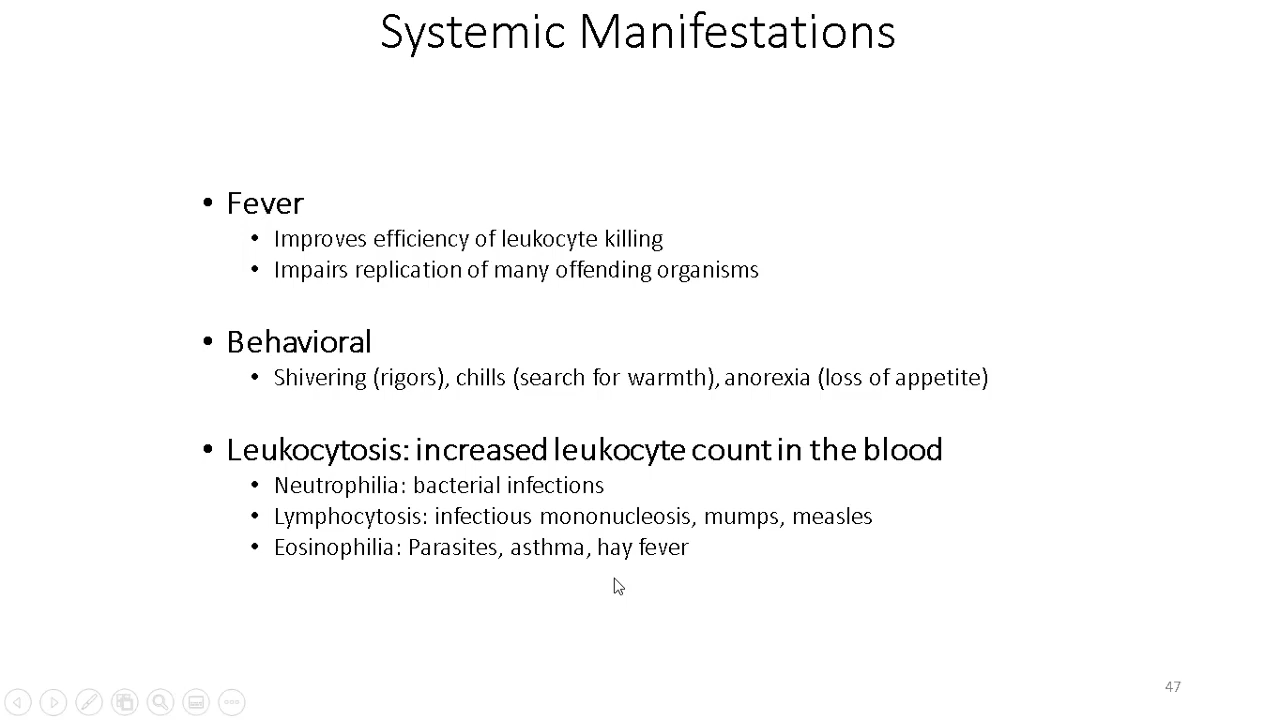 Systemic Manifestations
• Fever
• Improves efficiency of leukocyte killing
• Impairs replication of many offending organisms
• Behavioral
• Shivering (rigors), chills (search for warmth), anorexia (loss of appetite)
• Leukocytosis: increased leukocyte count in the blood
• Neutrophilia: bacterial infections
• Lymphocytosis: infectious mononucleosis, mumps, measles
• Eosinophilia: Parasites, asthma, hay fever
47